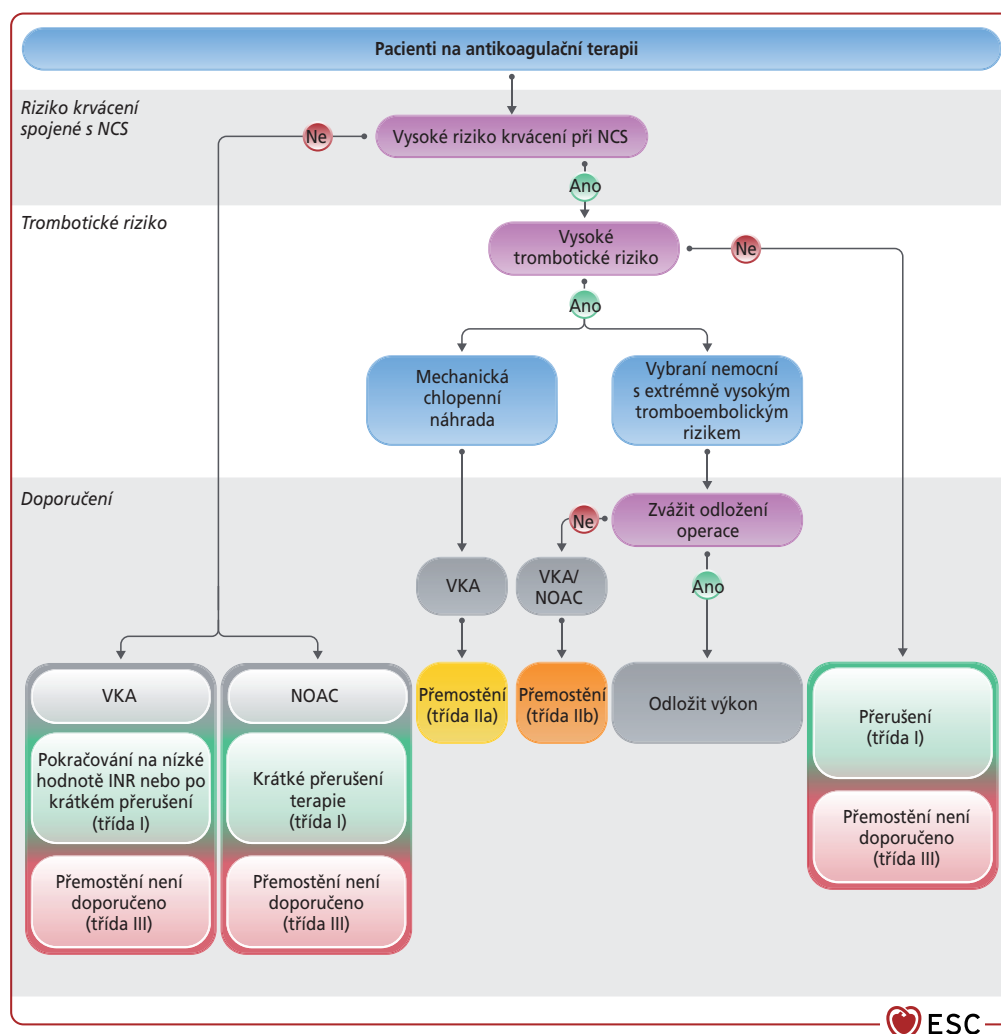 Pacienti na antikoagulační terapii
Riziko krvácení
spojené s NCS
Ne
Vysoké riziko krvácení při NCS
Ano
Trombotické riziko
Vysoké
trombotické riziko
Ne
Ano
Mechanická
chlopenní
náhrada
Vybraní nemocní
s extrémně vysokým
tromboembolickým
rizikem
Doporučení
Zvážit odložení
operace
Ne
VKA
VKA/
NOAC
Ano
VKA
NOAC
Přemostění
(třída IIa)
Přemostění
(třída IIb)
Odložit výkon
Přerušení
(třída I)
Pokračování na nízké
hodnotě INR nebo po
krátkém přerušení
(třída I)
Krátké přerušení
terapie
(třída I)
Přemostění není
doporučeno
(třída III)
Přemostění není
doporučeno
(třída III)
Přemostění není
doporučeno
(třída III)
ESC